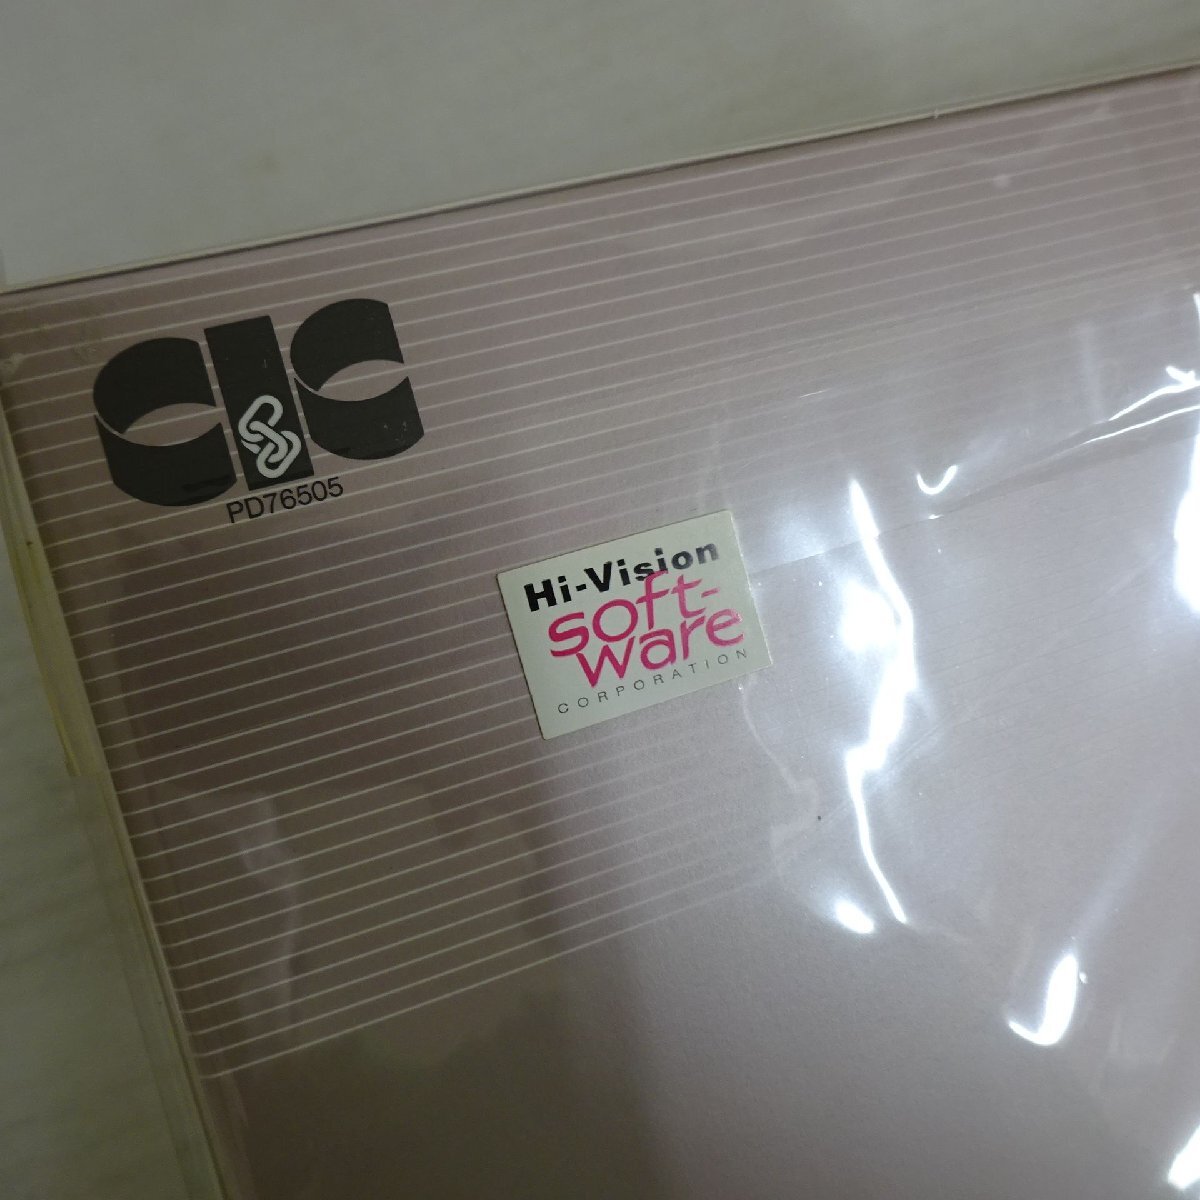 CIC
PD76505
Hi-Vision
soft-
ware
CORPORATION